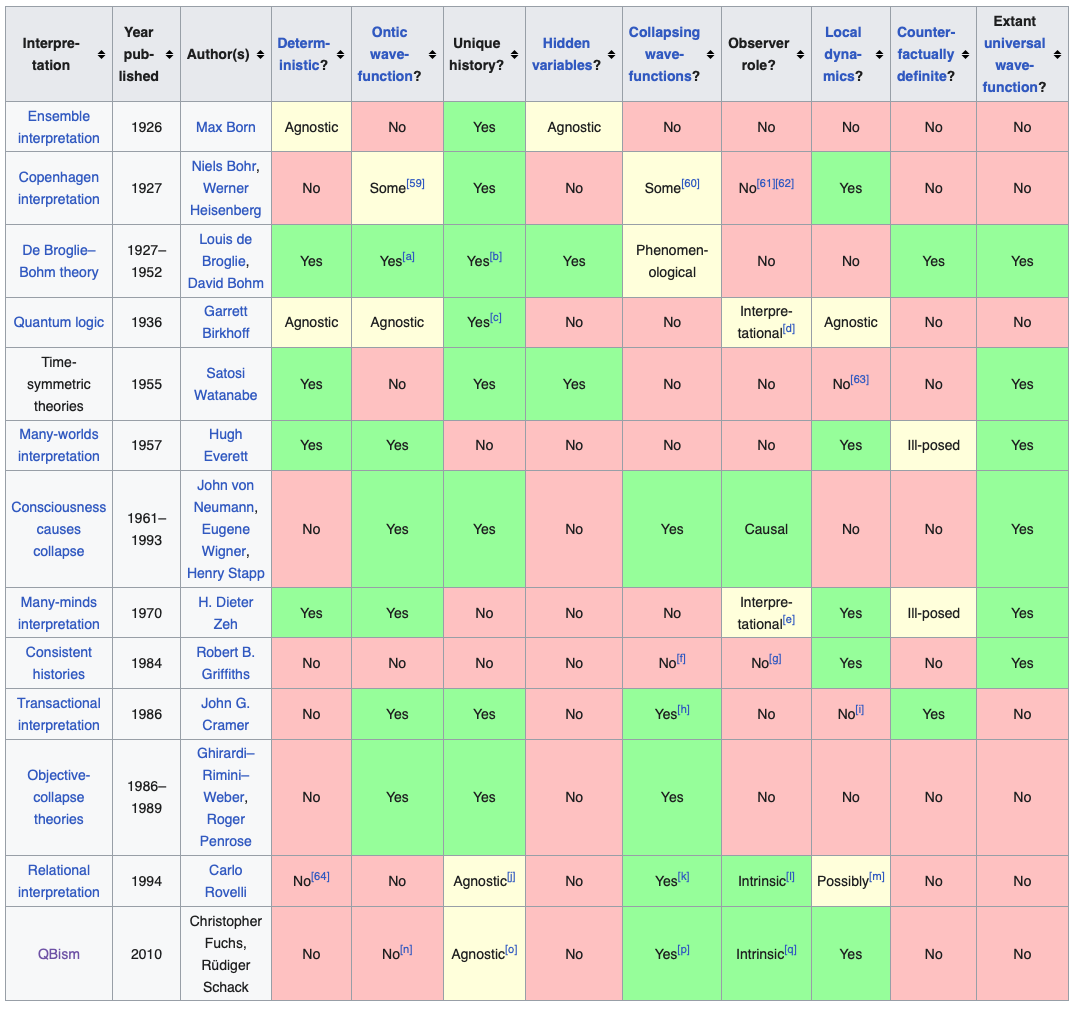 Interpre-
tation
Year
pub-
lished
Author(s)
Determ-
inistic?
Ontic
wave-
function?
Unique
history?
Hidden
variables?
Collapsing
wave-
functions?
Observer
role?
Local
dyna-
mics?
Counter-
factually
definite?
Extant
universal
wave-
function?
Ensemble
interpretation
1926
Max Born
Agnostic
No
Yes
Agnostic
No
No
No
No
No
Copenhagen
interpretation
1927
Niels Bohr,
Werner
Heisenberg
No
Some[59]
Yes
No
Some[60]
No[61][62]
Yes
No
No
De Broglie–
Bohm theory
1927–
1952
Louis de
Broglie,
David Bohm
Yes
Yes[a]
Yes[b]
Yes
Phenomen-
ological
No
No
Yes
Yes
Quantum logic
1936
Garrett
Birkhoff
Agnostic
Agnostic
Yes[c]
No
No
Interpre-
tational[d]
Agnostic
No
No
Time-
symmetric
theories
1955
Satosi
Watanabe
Yes
No
Yes
Yes
No
No
No[63]
No
Yes
Many-worlds
interpretation
1957
Hugh
Everett
Yes
Yes
No
No
No
No
Yes
Ill-posed
Yes
Consciousness
causes
collapse
1961–
1993
John von
Neumann,
Eugene
Wigner,
Henry Stapp
No
Yes
Yes
No
Yes
Causal
No
No
Yes
Many-minds
interpretation
1970
H. Dieter
Zeh
Yes
Yes
No
No
No
Interpre-
tational[e]
Yes
Ill-posed
Yes
Consistent
histories
1984
Robert B.
Griffiths
No
No
No
No
No[f]
No[g]
Yes
No
Yes
Transactional
interpretation
1986
John G.
Cramer
No
Yes
Yes
No
Yes[h]
No
No[i]
Yes
No
Objective-
collapse
theories
1986–
1989
Ghirardi–
Rimini–
Weber,
Roger
Penrose
No
Yes
Yes
No
Yes
No
No
No
No
Relational
interpretation
1994
Carlo
Rovelli
No[64]
No
Agnostic[j]
No
Yes[k]
Intrinsic[l]
Possibly[m]
No
No
QBism
2010
Christopher
Fuchs,
Rüdiger
Schack
No
No[n]
Agnostic[o]
No
Yes[p]
Intrinsic[q]
Yes
No
No